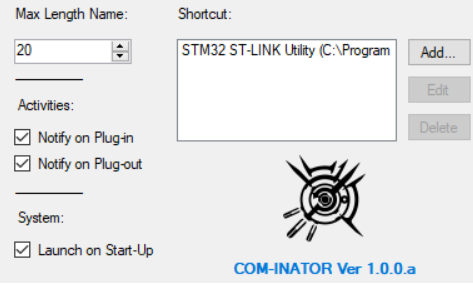 Max Length Name:
20
Activities:
Notify on Plug-in
Notify on Plug-out
System:
Launch on Start-Up
Shortcut:
STM32 ST-LINK Utility (C:\Program
Add...
Edit
Delete
COM-INATOR Ver 1.0.0.a